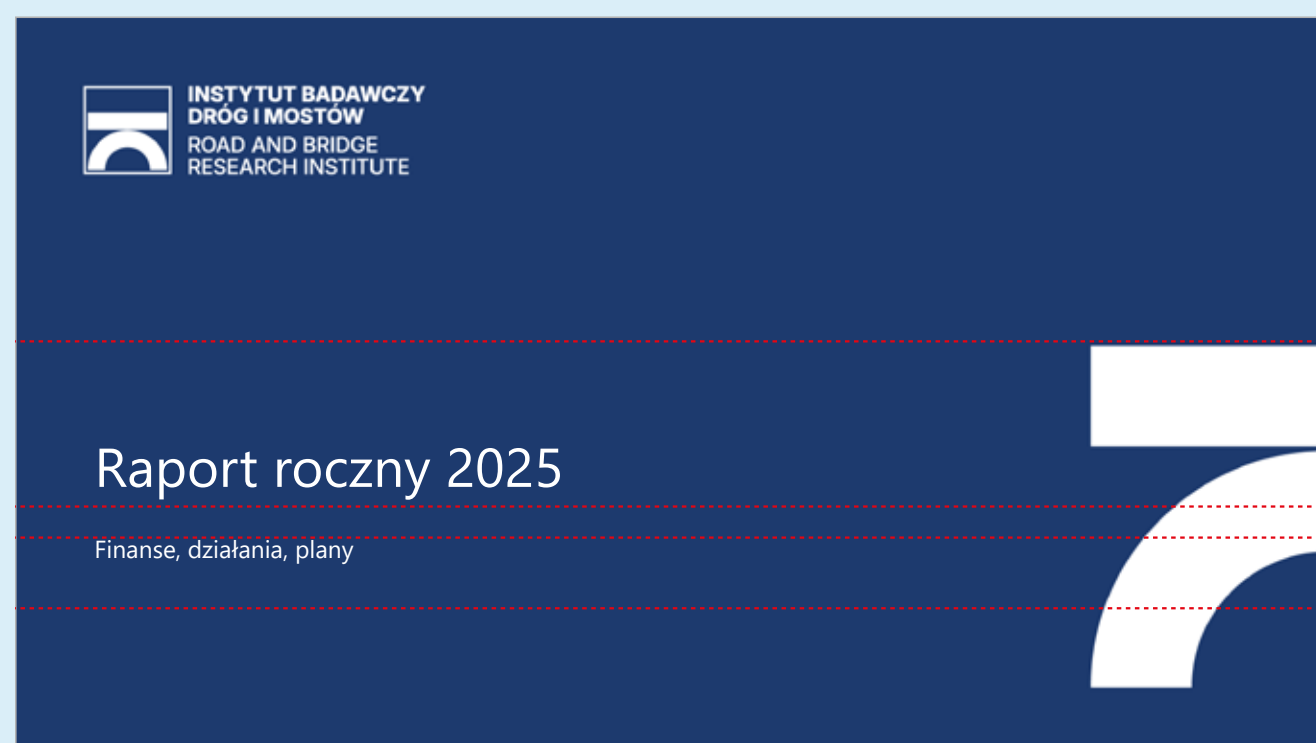 INSTYTUT BADAWCZY
DRÓG I MOSTÓW
ROAD AND BRIDGE
RESEARCH INSTITUTE
Raport roczny 2025
Finanse, działania, plany